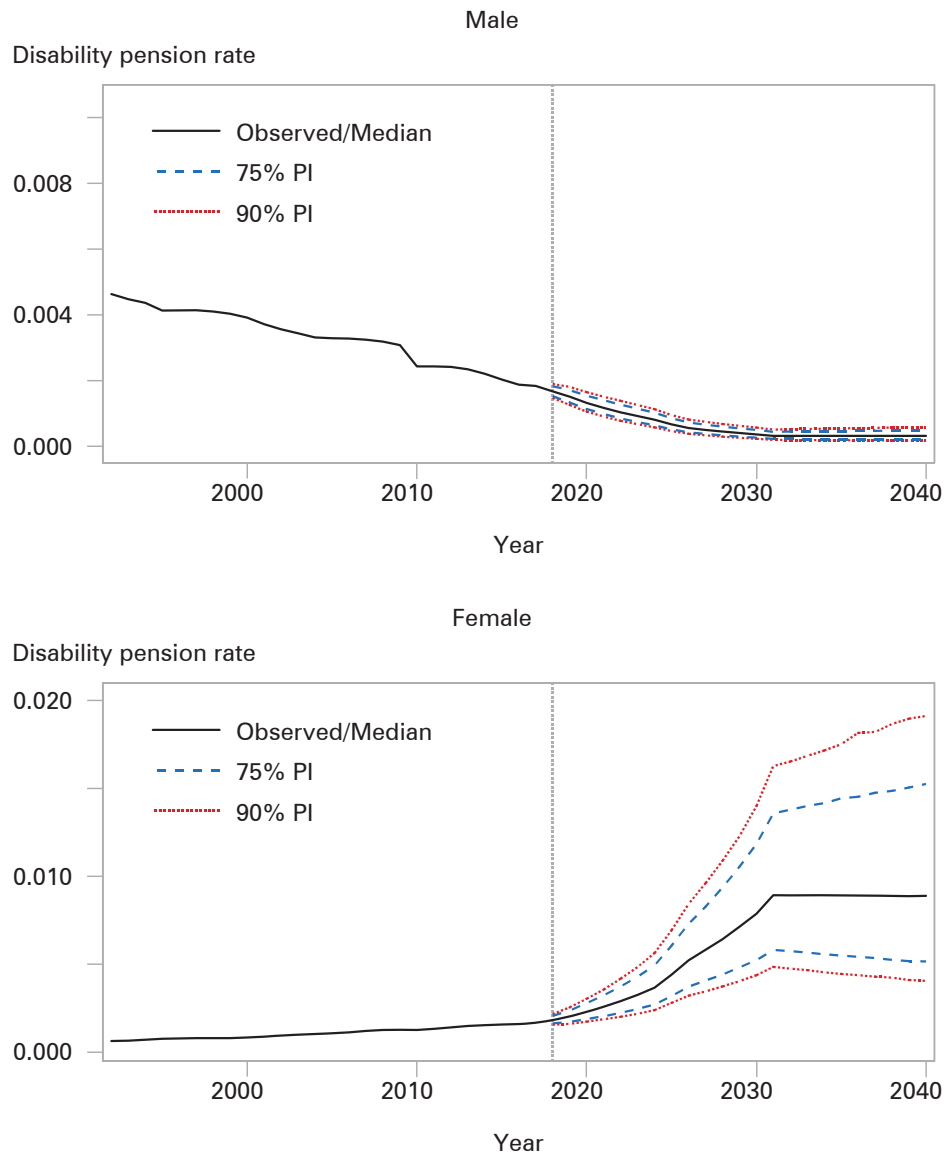 Male
Disability pension rate
Observed/Median
75% PI
90% PI
0.008
0.004
0.000
2000 2010 2020 2030 2040
Year
Female
Disability pension rate
0.020
Observed/Median
75% PI
90% PI
0.010
0.000
2000 2010 2020 2030 2040
Year